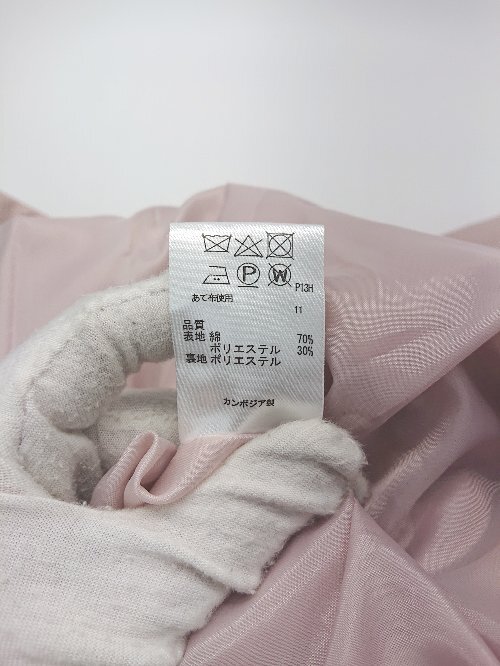 P W P13H
あて布使用
11
品質
表地 綿 70%
ポリエステル 30%
裏地 ポリエステル
カンボジア製